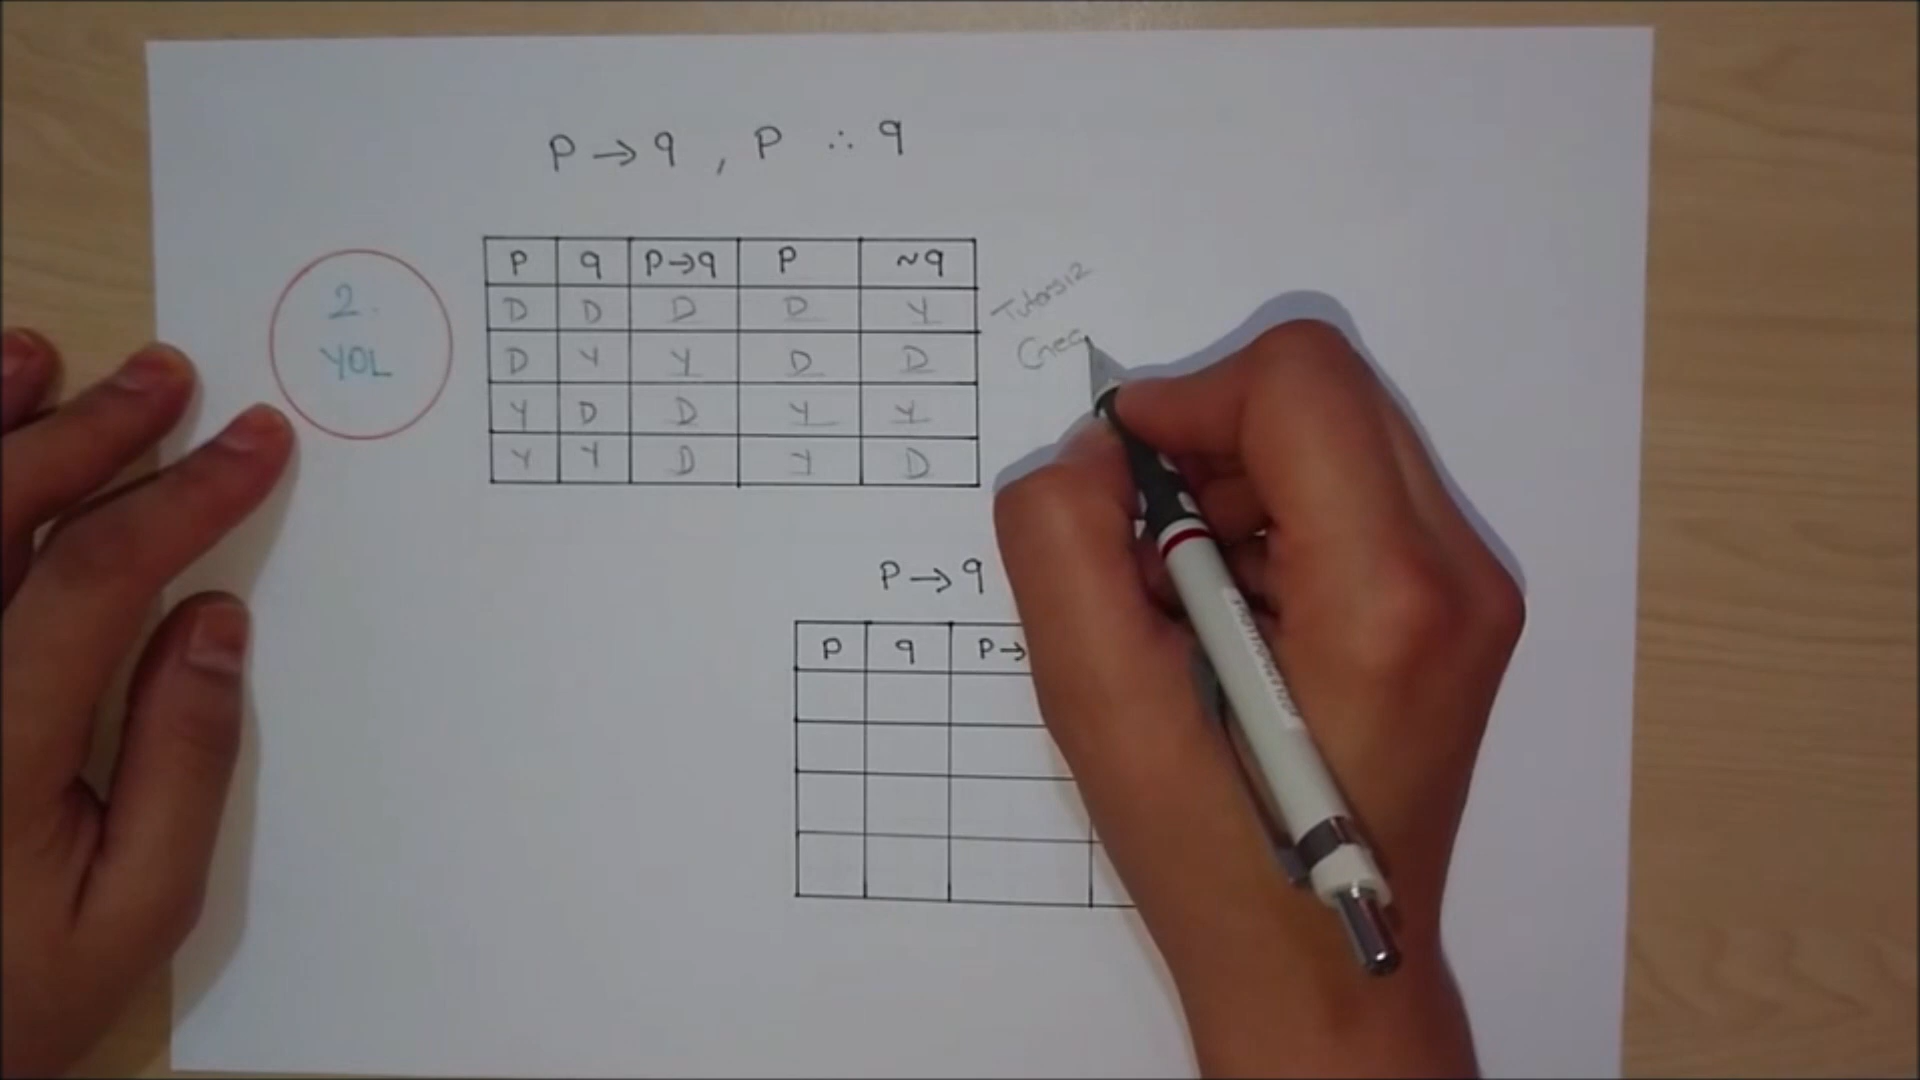 P → q , P ∴ q
2.
YOL
P q P→q P ~q
D D D D Y
D Y Y D D
Y D D Y Y
Y Y D Y D
Tutarsız
P → q
P q P→